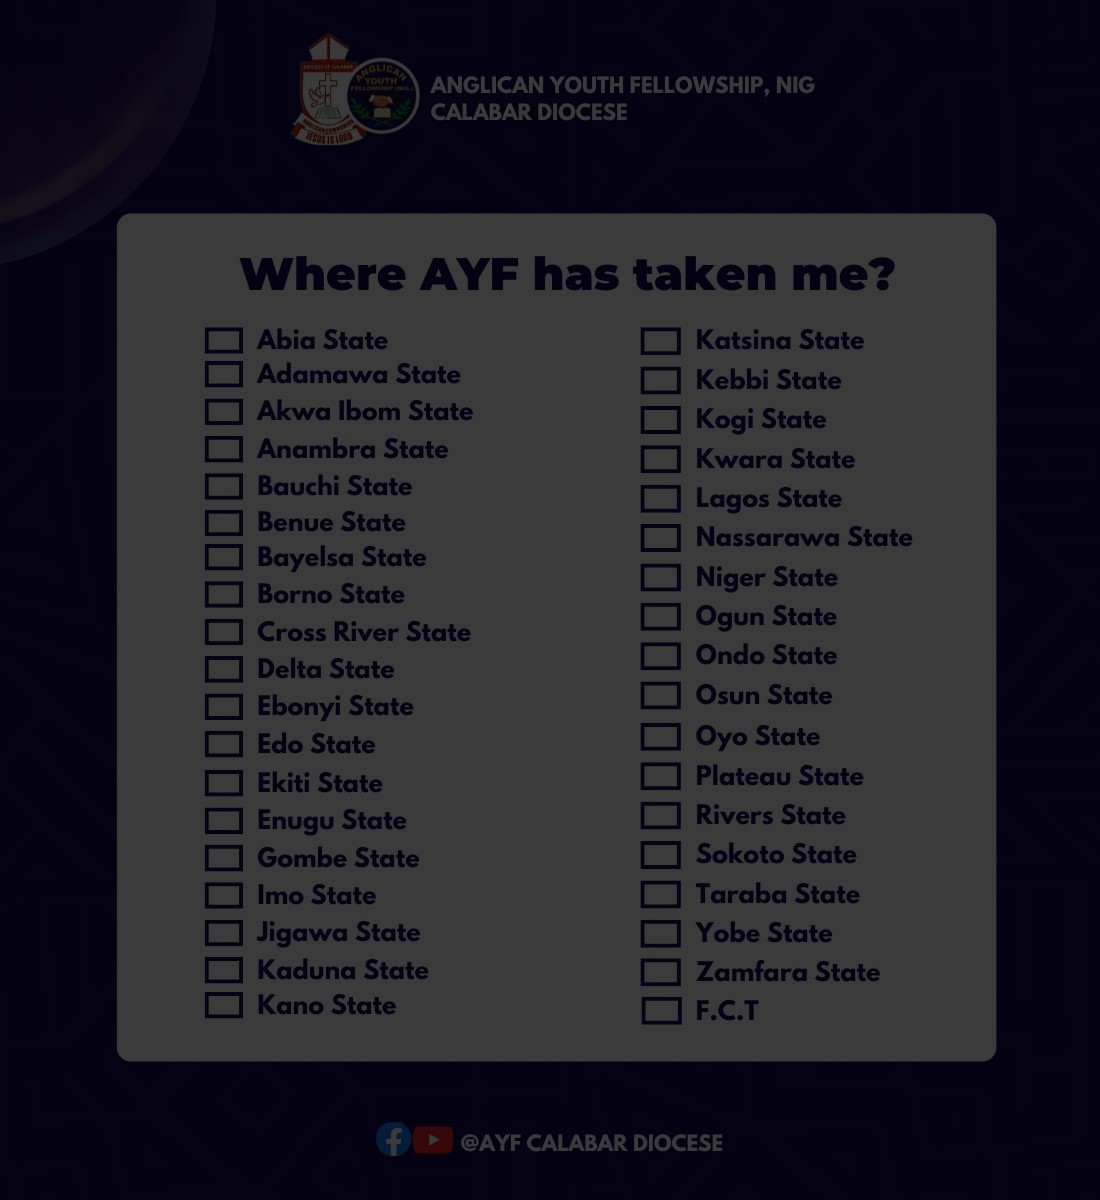 DIOCESE OF CALABAR
ANGLICAN COMMUNION
JESUS IS LORD
ANGLICAN
YOUTH
FELLOWSHIP (NIG.)
ANGLICAN YOUTH FELLOWSHIP, NIG
CALABAR DIOCESE
Where AYF has taken me?
Abia State
Adamawa State
Akwa Ibom State
Anambra State
Bauchi State
Benue State
Bayelsa State
Borno State
Cross River State
Delta State
Ebonyi State
Edo State
Ekiti State
Enugu State
Gombe State
Imo State
Jigawa State
Kaduna State
Kano State
Katsina State
Kebbi State
Kogi State
Kwara State
Lagos State
Nassarawa State
Niger State
Ogun State
Ondo State
Osun State
Oyo State
Plateau State
Rivers State
Sokoto State
Taraba State
Yobe State
Zamfara State
F.C.T
@AYF CALABAR DIOCESE